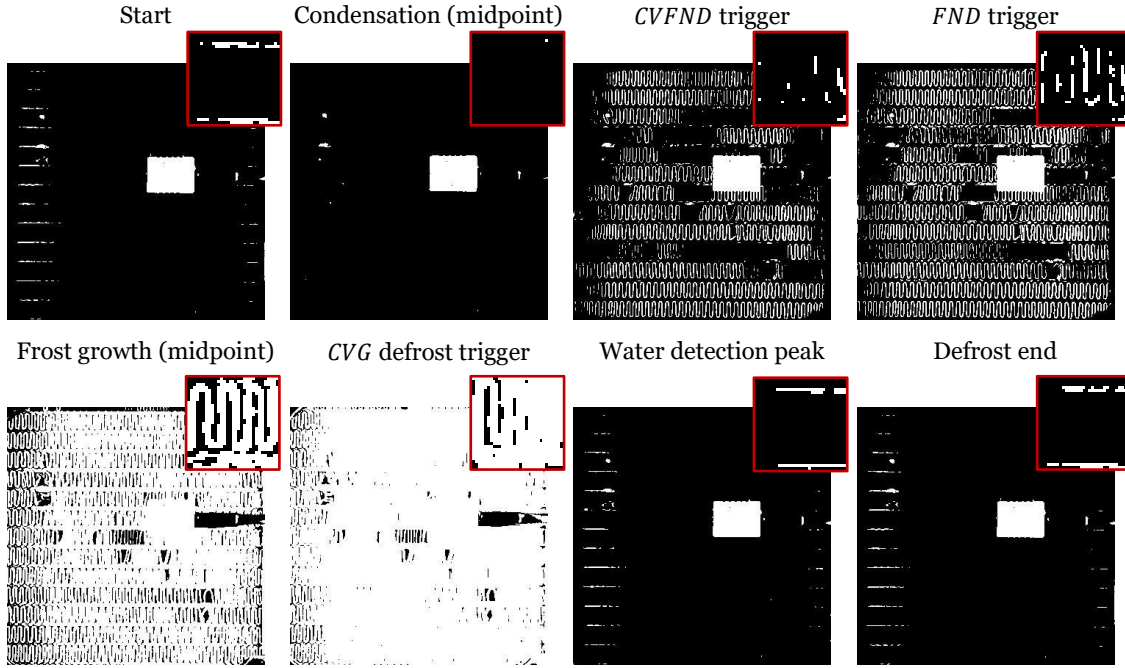 Start
Condensation (midpoint)
CVFND trigger
FND trigger
Frost growth (midpoint)
CVG defrost trigger
Water detection peak
Defrost end